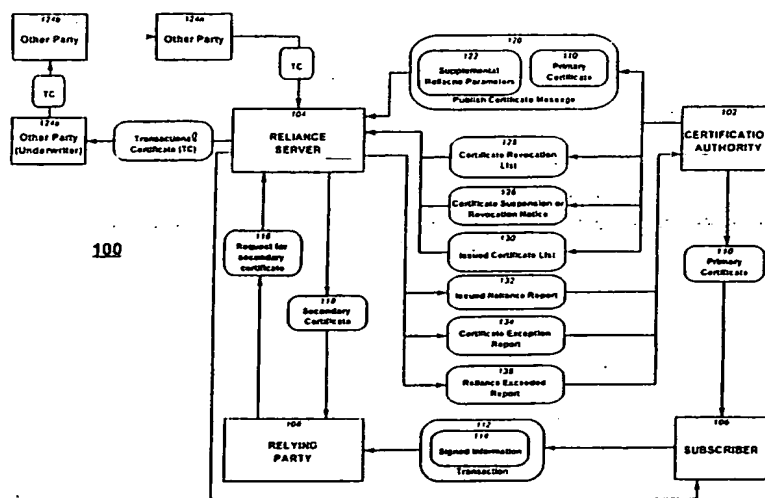 124b
Other Party
124a
Other Party
TC
TC
124a
Other Party
(Underwriter)
Transactional
Certificate (TC)
104
RELIANCE
SERVER
120
122
Supplemental
Reliance Parameters
110
Primary
Certificate
Publish Certificate Message
102
CERTIFICATION
AUTHORITY
128
Certificate Revocation
List
126
Certificate Suspension or
Revocation Notice
130
Issued Certificate List
132
Issued Reliance Report
134
Certificate Exception
Report
138
Reliance Exceeded
Report
100
116
Request for
secondary
certificate
118
Secondary
Certificate
110
Primary
Certificate
108
RELYING
PARTY
112
114
Signed Information
Transaction
106
SUBSCRIBER